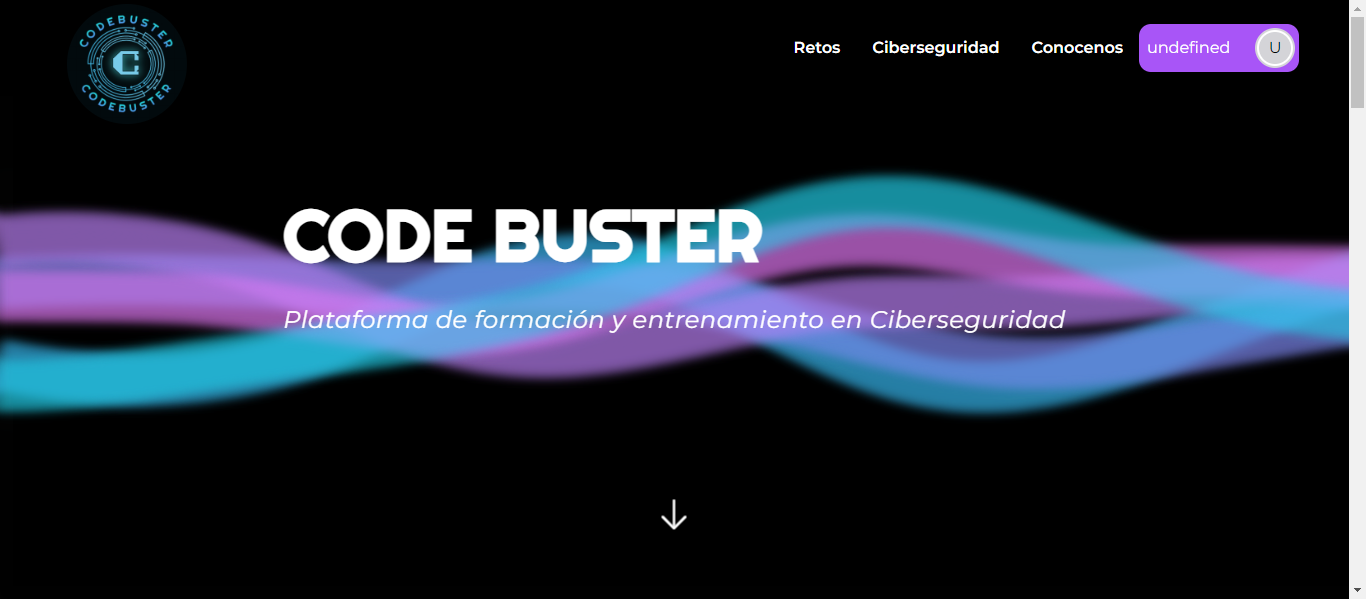 CODEBUSTER
C
CODEBUSTER
Retos Ciberseguridad Conocenos undefined U
CODE BUSTER
Plataforma de formación y entrenamiento en Ciberseguridad